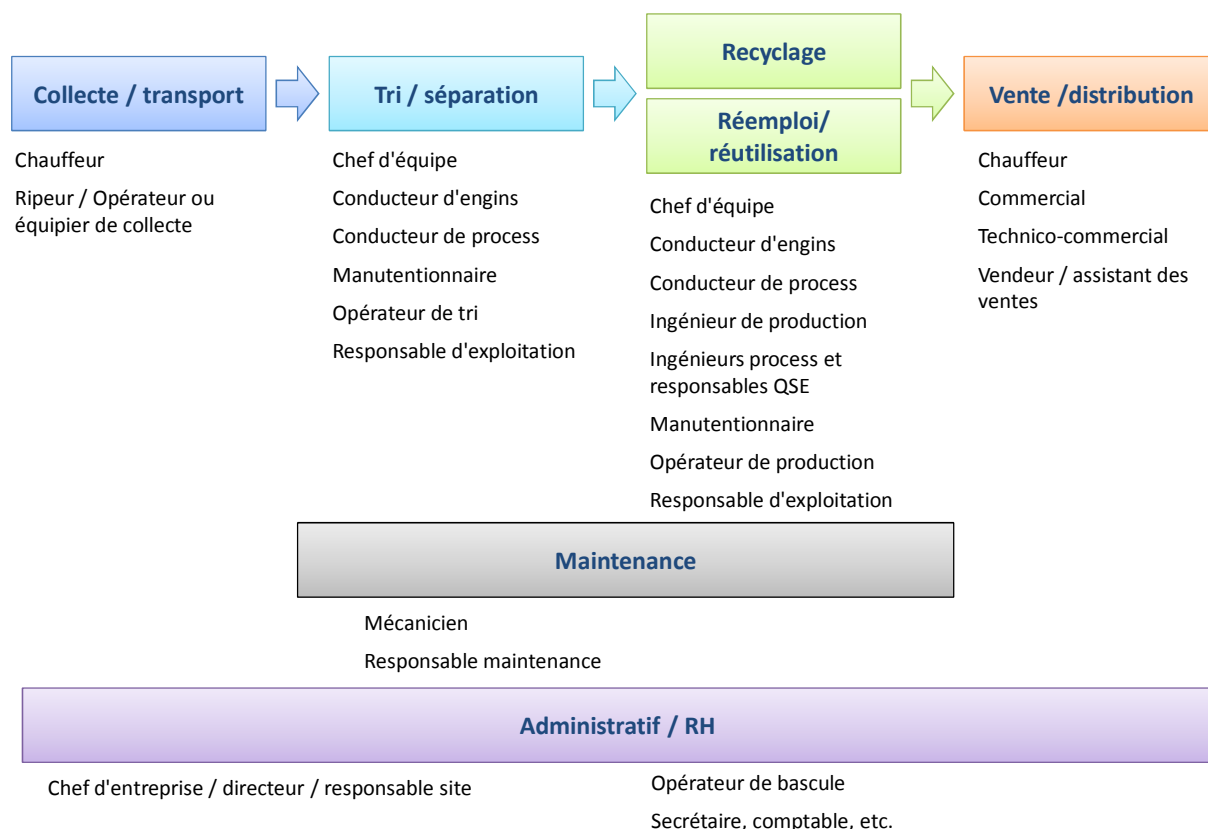 Collecte / transport
Chauffeur
Ripeur / Opérateur ou
équipier de collecte
Tri / séparation
Chef d'équipe
Conducteur d'engins
Conducteur de process
Manutentionnaire
Opérateur de tri
Responsable d'exploitation
Recyclage
Réemploi/
réutilisation
Chef d'équipe
Conducteur d'engins
Conducteur de process
Ingénieur de production
Ingénieurs process et
responsables QSE
Manutentionnaire
Opérateur de production
Responsable d'exploitation
Vente /distribution
Chauffeur
Commercial
Technico-commercial
Vendeur / assistant des
ventes
Maintenance
Mécanicien
Responsable maintenance
Administratif / RH
Chef d'entreprise / directeur / responsable site
Opérateur de bascule
Secrétaire, comptable, etc.